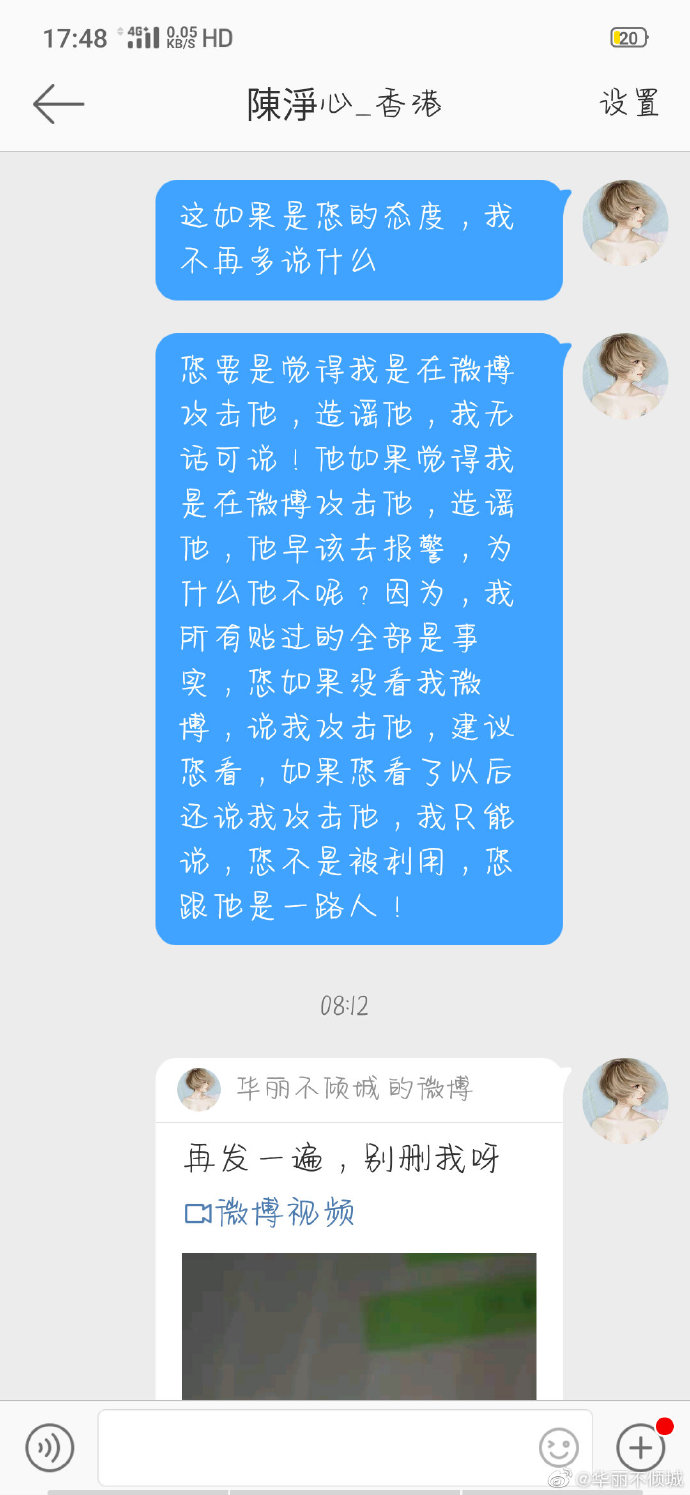 17:48 4G+ 0.05 KB/S HD 20
陳淨心_香港 设置
这如果是您的态度，我
不再多说什么
您要是觉得我是在微博
攻击他，造谣他，我无
话可说！他如果觉得我
是在微博攻击他，造谣
他，他早该去报警，为
什么他不呢？因为，我
所有贴过的全部是事
实，您如果没看我微
博，说我攻击他，建议
您看，如果您看了以后
还说我攻击他，我只能
说，您不是被利用，您
跟他是一路人！
08:12
华丽不倾城的微博
再发一遍，别删我呀
微博视频
@华丽不倾城